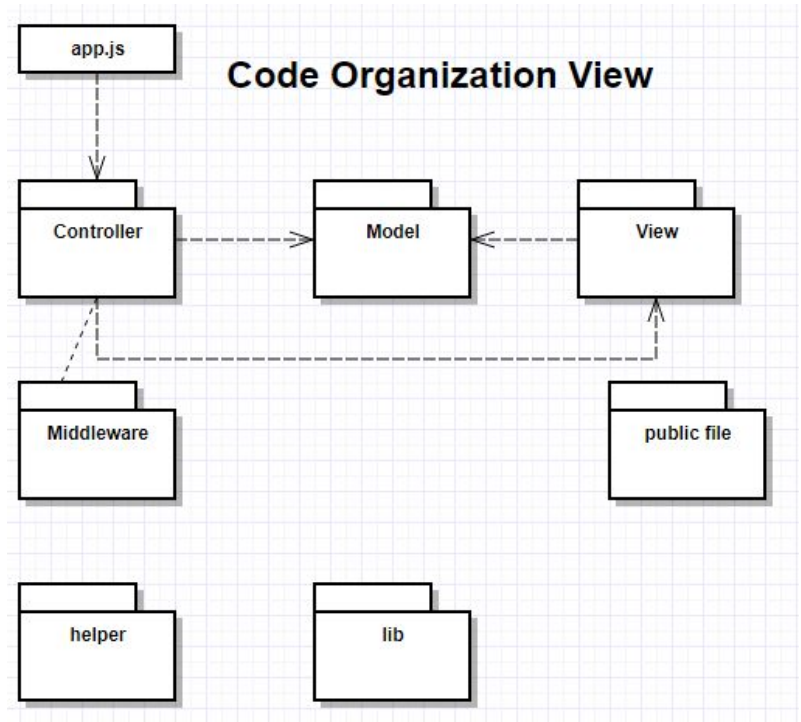 app.js
Code Organization View
Controller
Model
View
Middleware
public file
helper
lib